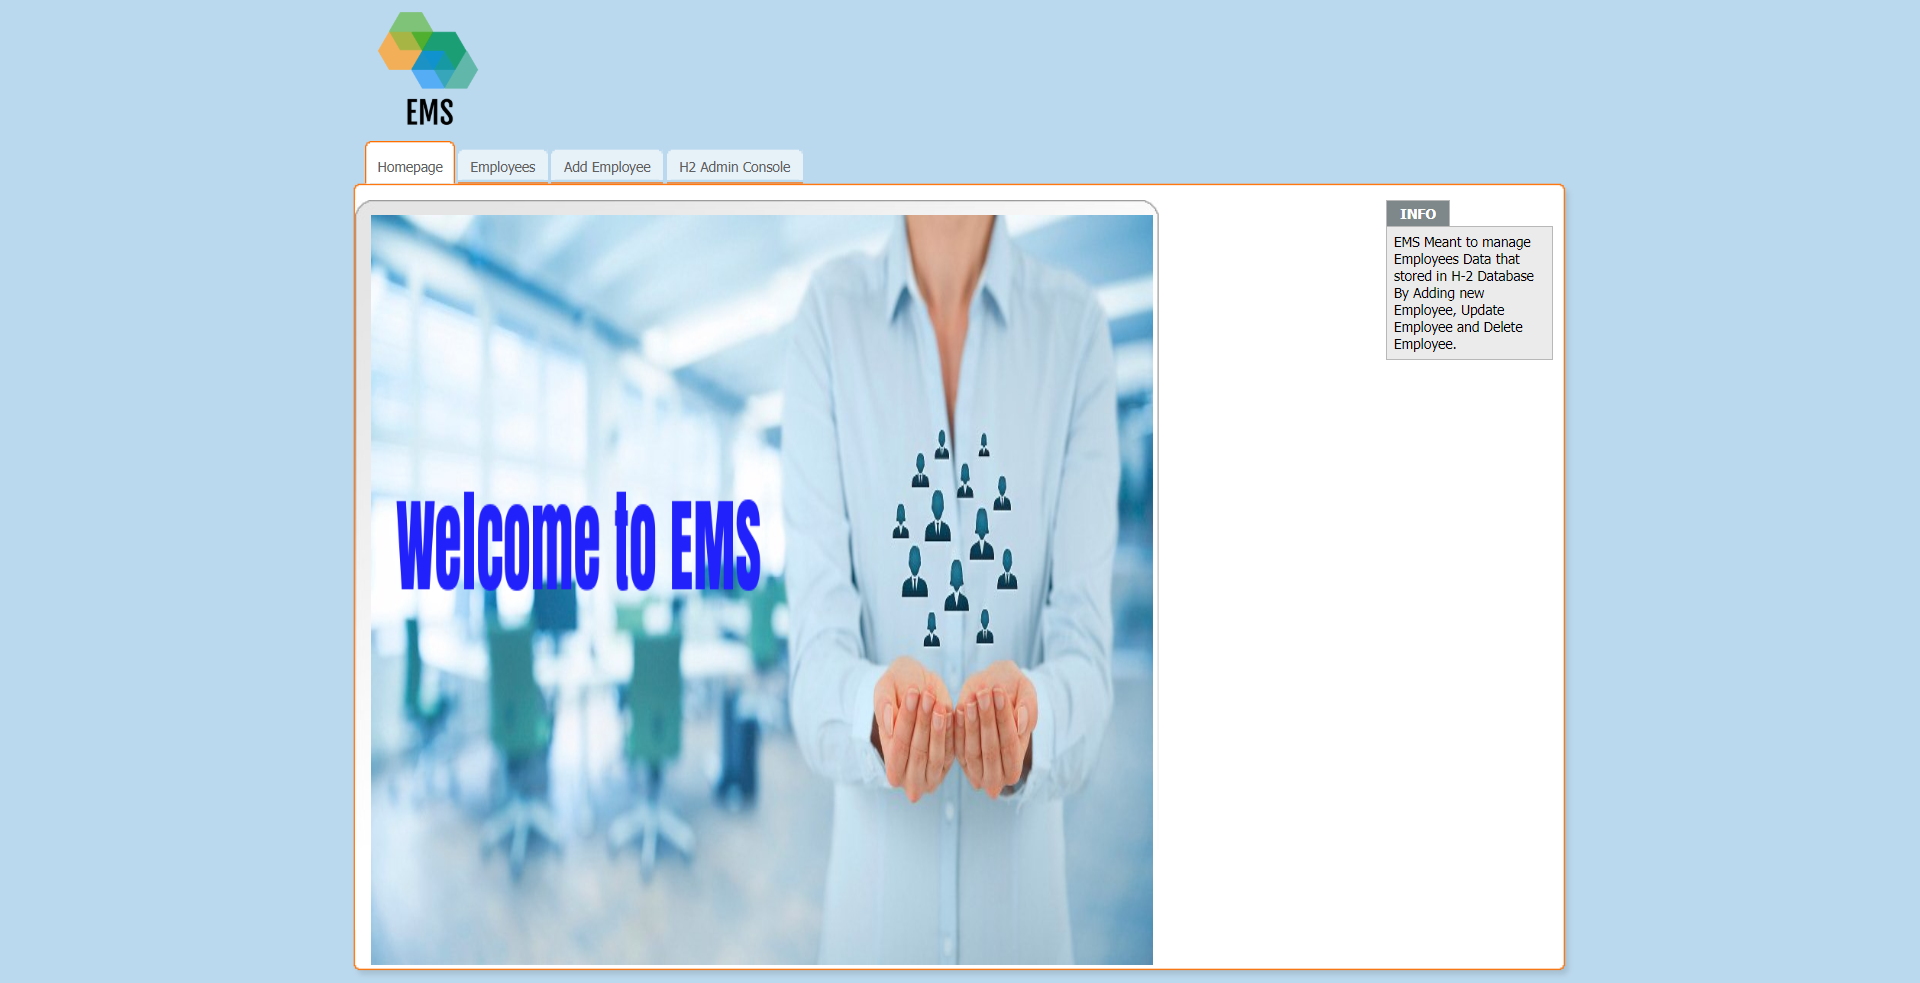 EMS
Homepage
Employees
Add Employee
H2 Admin Console
INFO
EMS Meant to manage
Employees Data that
stored in H-2 Database
By Adding new
Employee, Update
Employee and Delete
Employee.
Welcome to EMS